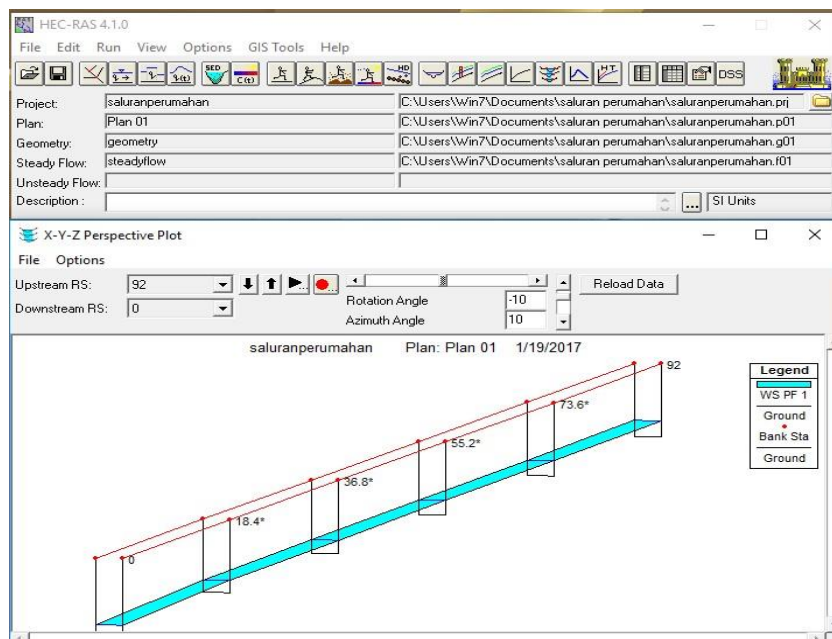 HEC-RAS 4.1.0
File Edit Run View Options GIS Tools Help
SED C(t) HD HT DSS
Project: saluranperumahan C:\Users\Win7\Documents\saluran perumahan\saluranperumahan.prj
Plan: Plan 01 C:\Users\Win7\Documents\saluran perumahan\saluranperumahan.p01
Geometry: geometry C:\Users\Win7\Documents\saluran perumahan\saluranperumahan.g01
Steady Flow: steadyflow C:\Users\Win7\Documents\saluran perumahan\saluranperumahan.f01
Unsteady Flow:
Description : ... SI Units
X-Y-Z Perspective Plot
File Options
Upstream RS: 92
Downstream RS: 0
Rotation Angle -10
Azimuth Angle 10
Reload Data
saluranperumahan Plan: Plan 01 1/19/2017
Legend
WS PF 1
Ground
Bank Sta
Ground
92
73.6*
55.2*
36.8*
18.4*
0